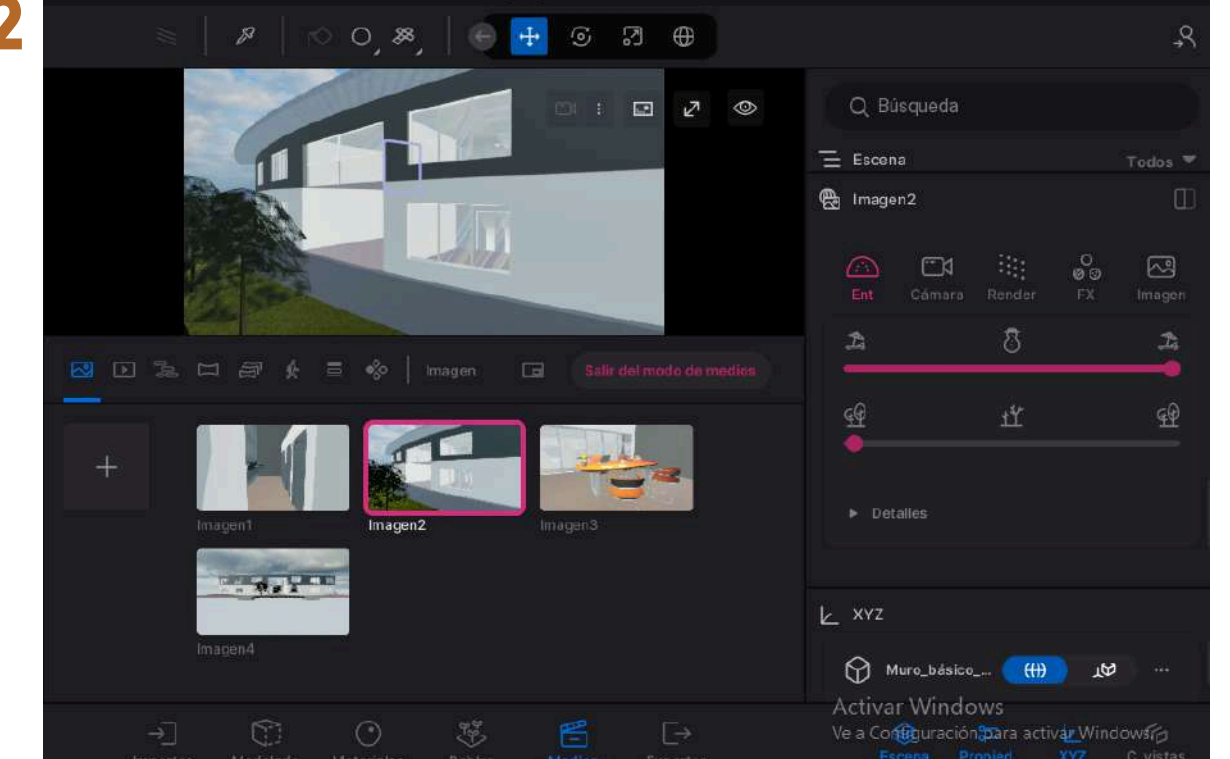 2
Búsqueda
Escena
Todos
Imagen2
Ent
Cámara
Render
FX
Imagen
Imagen
Salir del modo de medios
Imagen1
Imagen2
Imagen3
Detalles
Imagen4
XYZ
Muro_básico_...
Activar Windows
Ve a Configuración para activar Windows.
Medios
Escena
Propied
XYZ
C. vistas